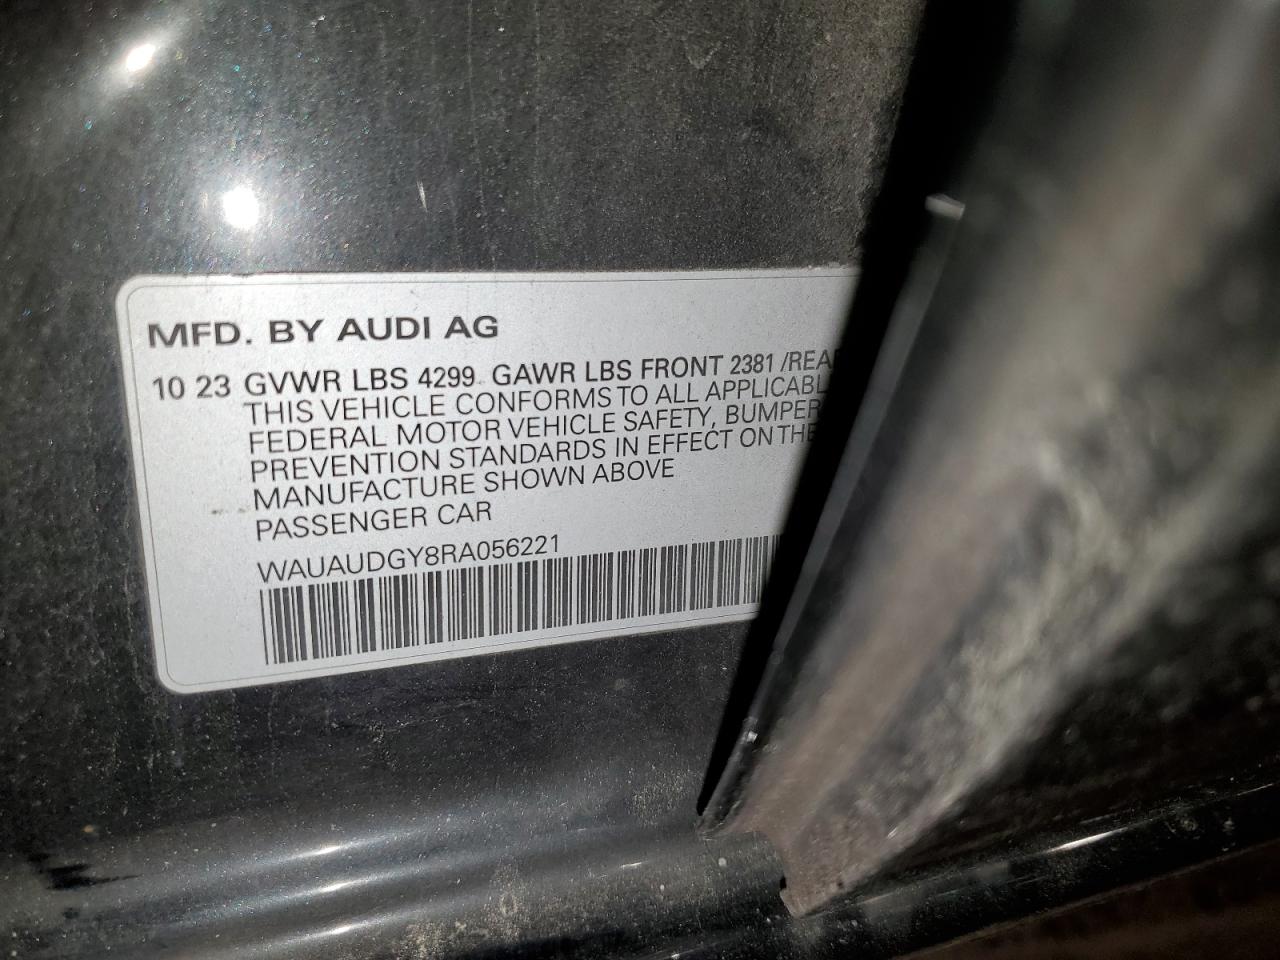 MFD. BY AUDI AG
10 23 GVWR LBS 4299 GAWR LBS FRONT 2381 /REAR
THIS VEHICLE CONFORMS TO ALL APPLICABL
FEDERAL MOTOR VEHICLE SAFETY, BUMPER
PREVENTION STANDARDS IN EFFECT ON THE
MANUFACTURE SHOWN ABOVE
PASSENGER CAR
WAUAUDGY8RA056221